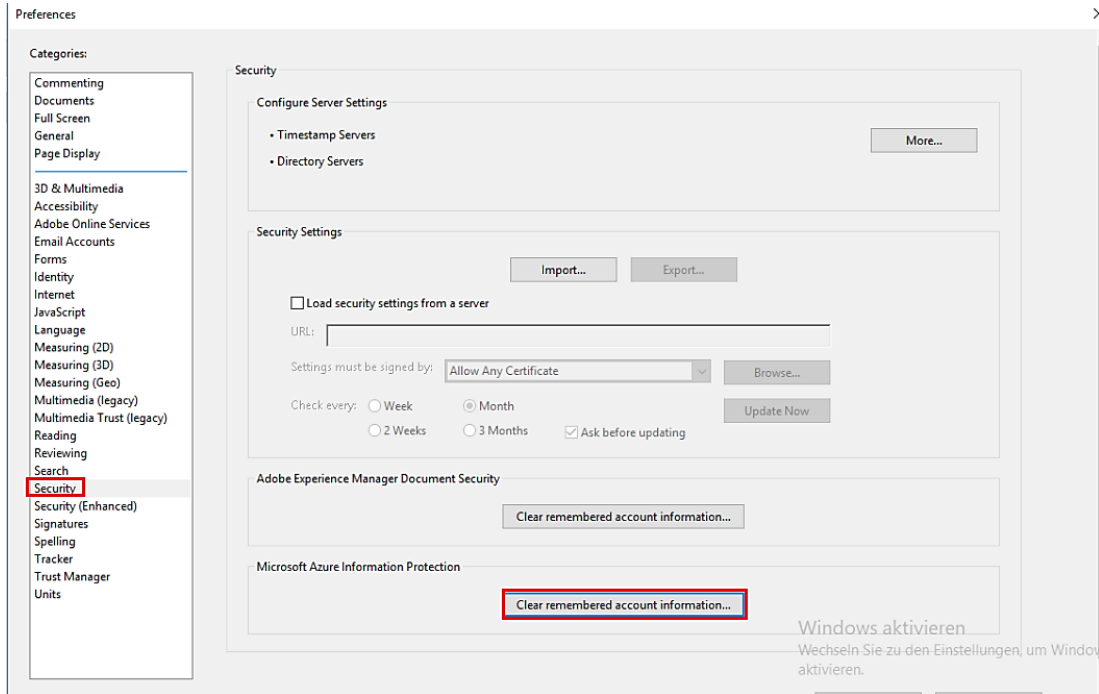 Preferences
Categories:
Commenting
Documents
Full Screen
General
Page Display
3D & Multimedia
Accessibility
Adobe Online Services
Email Accounts
Forms
Identity
Internet
JavaScript
Language
Measuring (2D)
Measuring (3D)
Measuring (Geo)
Multimedia (legacy)
Multimedia Trust (legacy)
Reading
Reviewing
Search
Security
Security (Enhanced)
Signatures
Spelling
Tracker
Trust Manager
Units
Security
Configure Server Settings
• Timestamp Servers
More...
• Directory Servers
Security Settings
Import... Export...
Load security settings from a server
URL:
Settings must be signed by: Allow Any Certificate Browse...
Check every: Week Month Update Now
2 Weeks 3 Months Ask before updating
Adobe Experience Manager Document Security
Clear remembered account information...
Microsoft Azure Information Protection
Clear remembered account information...
Windows aktivieren
Wechseln Sie zu den Einstellungen, um Window
aktivieren.